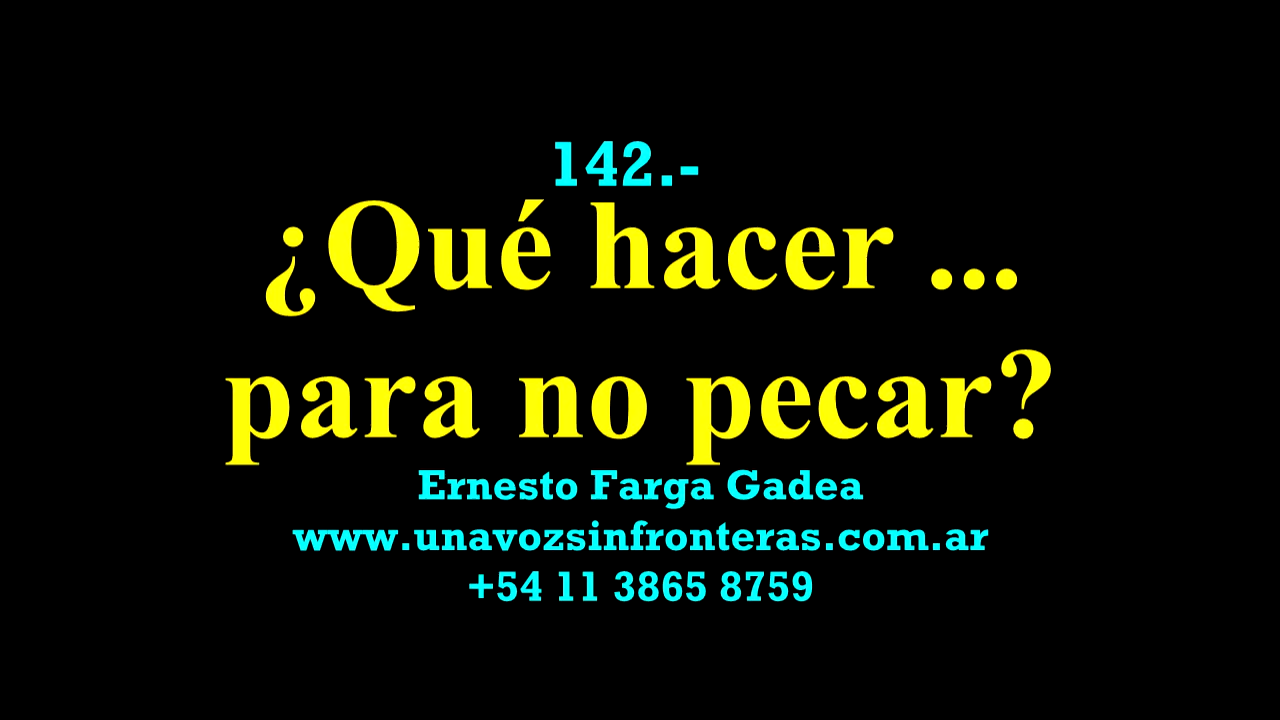 142.-
¿Qué hacer ...
para no pecar?
Ernesto Farga Gadea
www.unavozsinfronteras.com.ar
+54 11 3865 8759